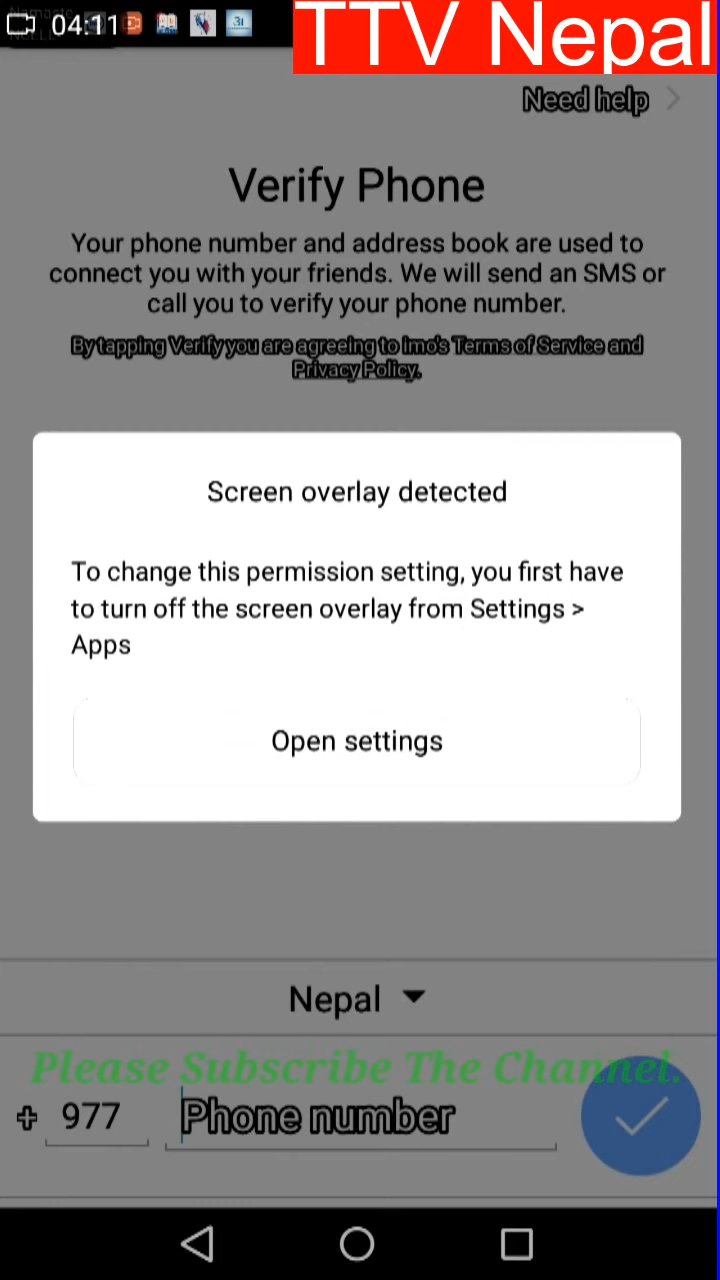 04:11
31
TTV Nepal
Need help
Verify Phone
Your phone number and address book are used to
connect you with your friends. We will send an SMS or
call you to verify your phone number.
By tapping Verify you are agreeing to Imo's Terms of Service and
Privacy Policy.
Screen overlay detected
To change this permission setting, you first have
to turn off the screen overlay from Settings >
Apps
Open settings
Nepal
Please Subscribe The Channel.
+ 977 Phone number